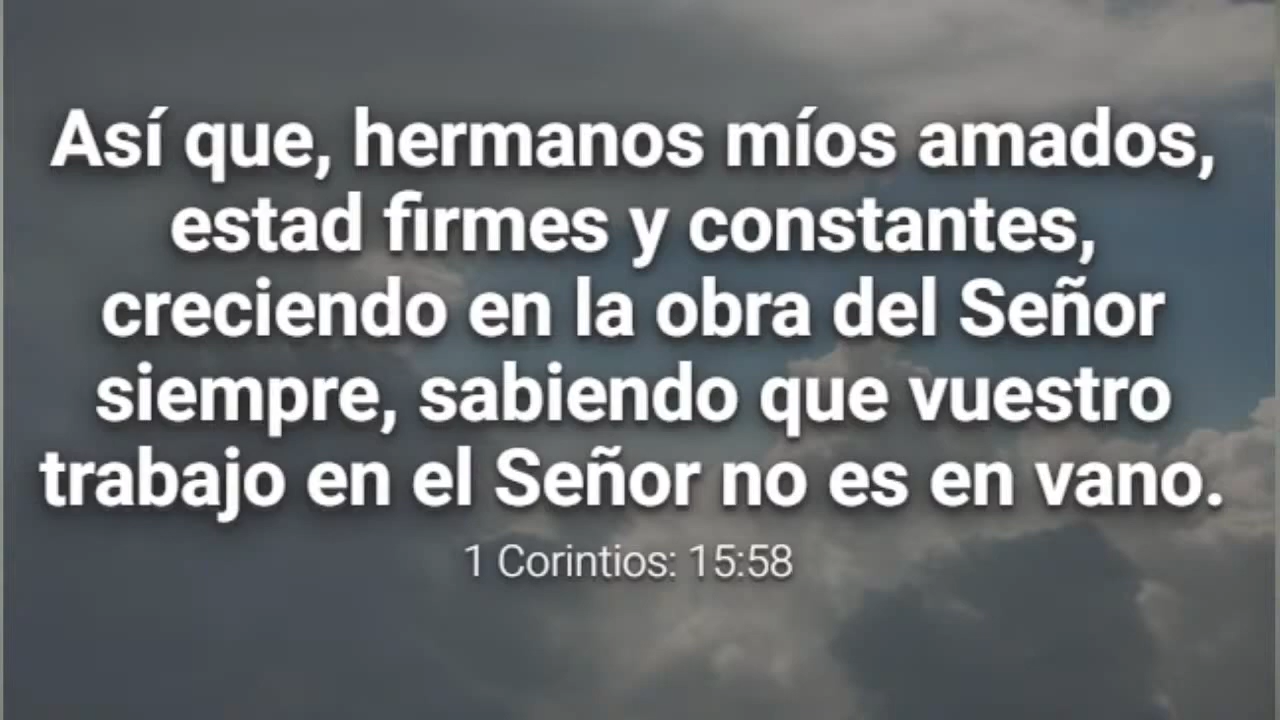 Así que, hermanos míos amados,
estad firmes y constantes,
creciendo en la obra del Señor
siempre, sabiendo que vuestro
trabajo en el Señor no es en vano.
1 Corintios: 15:58